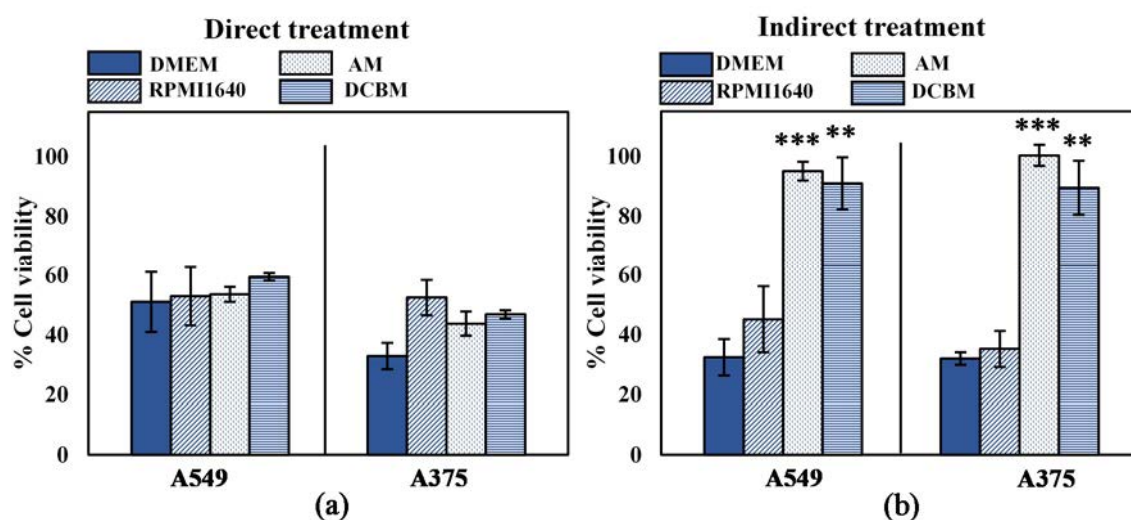 Direct treatment
DMEM AM
RPMI1640 DCBM
% Cell viability
100
80
60
40
20
0
A549 A375
(a)
Indirect treatment
DMEM AM
RPMI1640 DCBM
% Cell viability
100
80
60
40
20
0
*** ** *** **
A549 A375
(b)